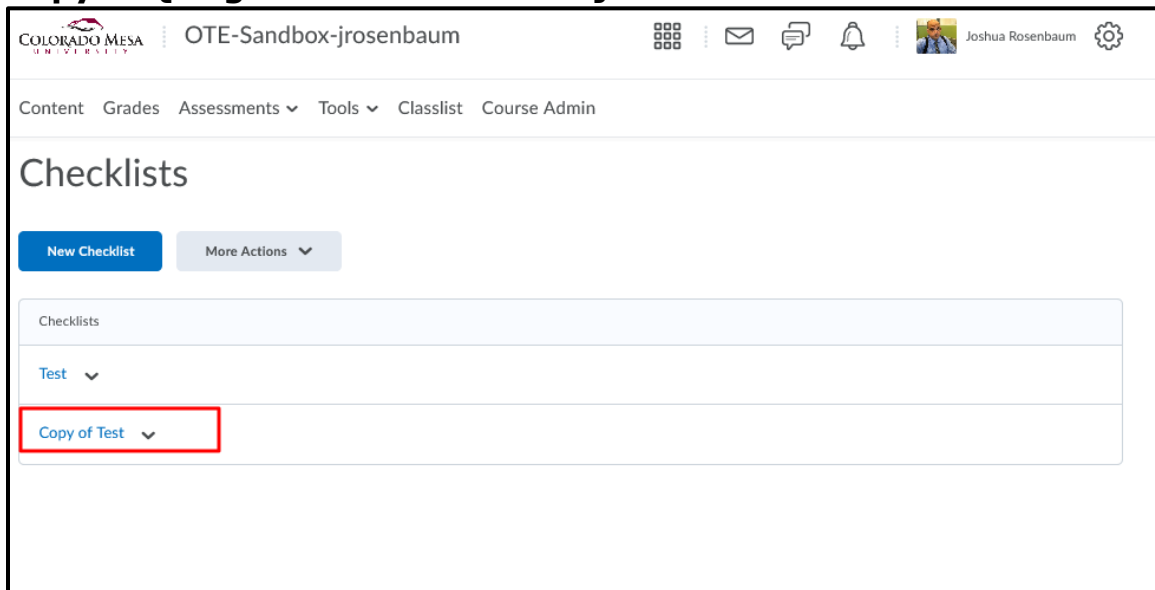 COLORADO MESA OTE-Sandbox-jrosenbaum Joshua Rosenbaum
UNIVERSITY
Content Grades Assessments Tools Classlist Course Admin
Checklists
New Checklist More Actions
Checklists
Test
Copy of Test